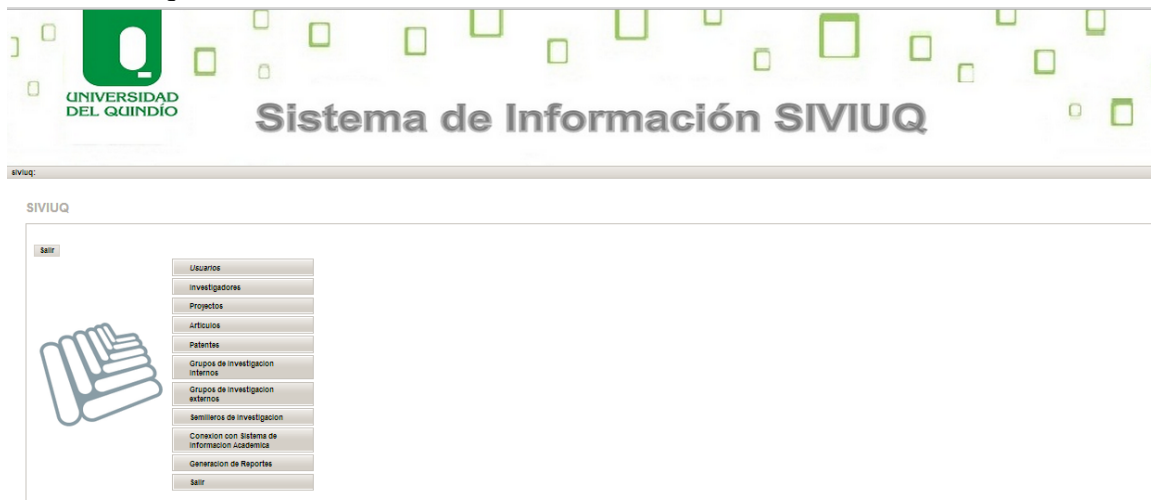 UNIVERSIDAD
DEL QUINDÍO
Sistema de Información SIVIUQ
siviuq:
SIVIUQ
Salir
Usuarios
Investigadores
Proyectos
Articulos
Patentes
Grupos de Investigacion
Internos
Grupos de Investigacion
externos
Semilleros de Investigacion
Conexion con Sistema de
Informacion Academica
Generacion de Reportes
Salir